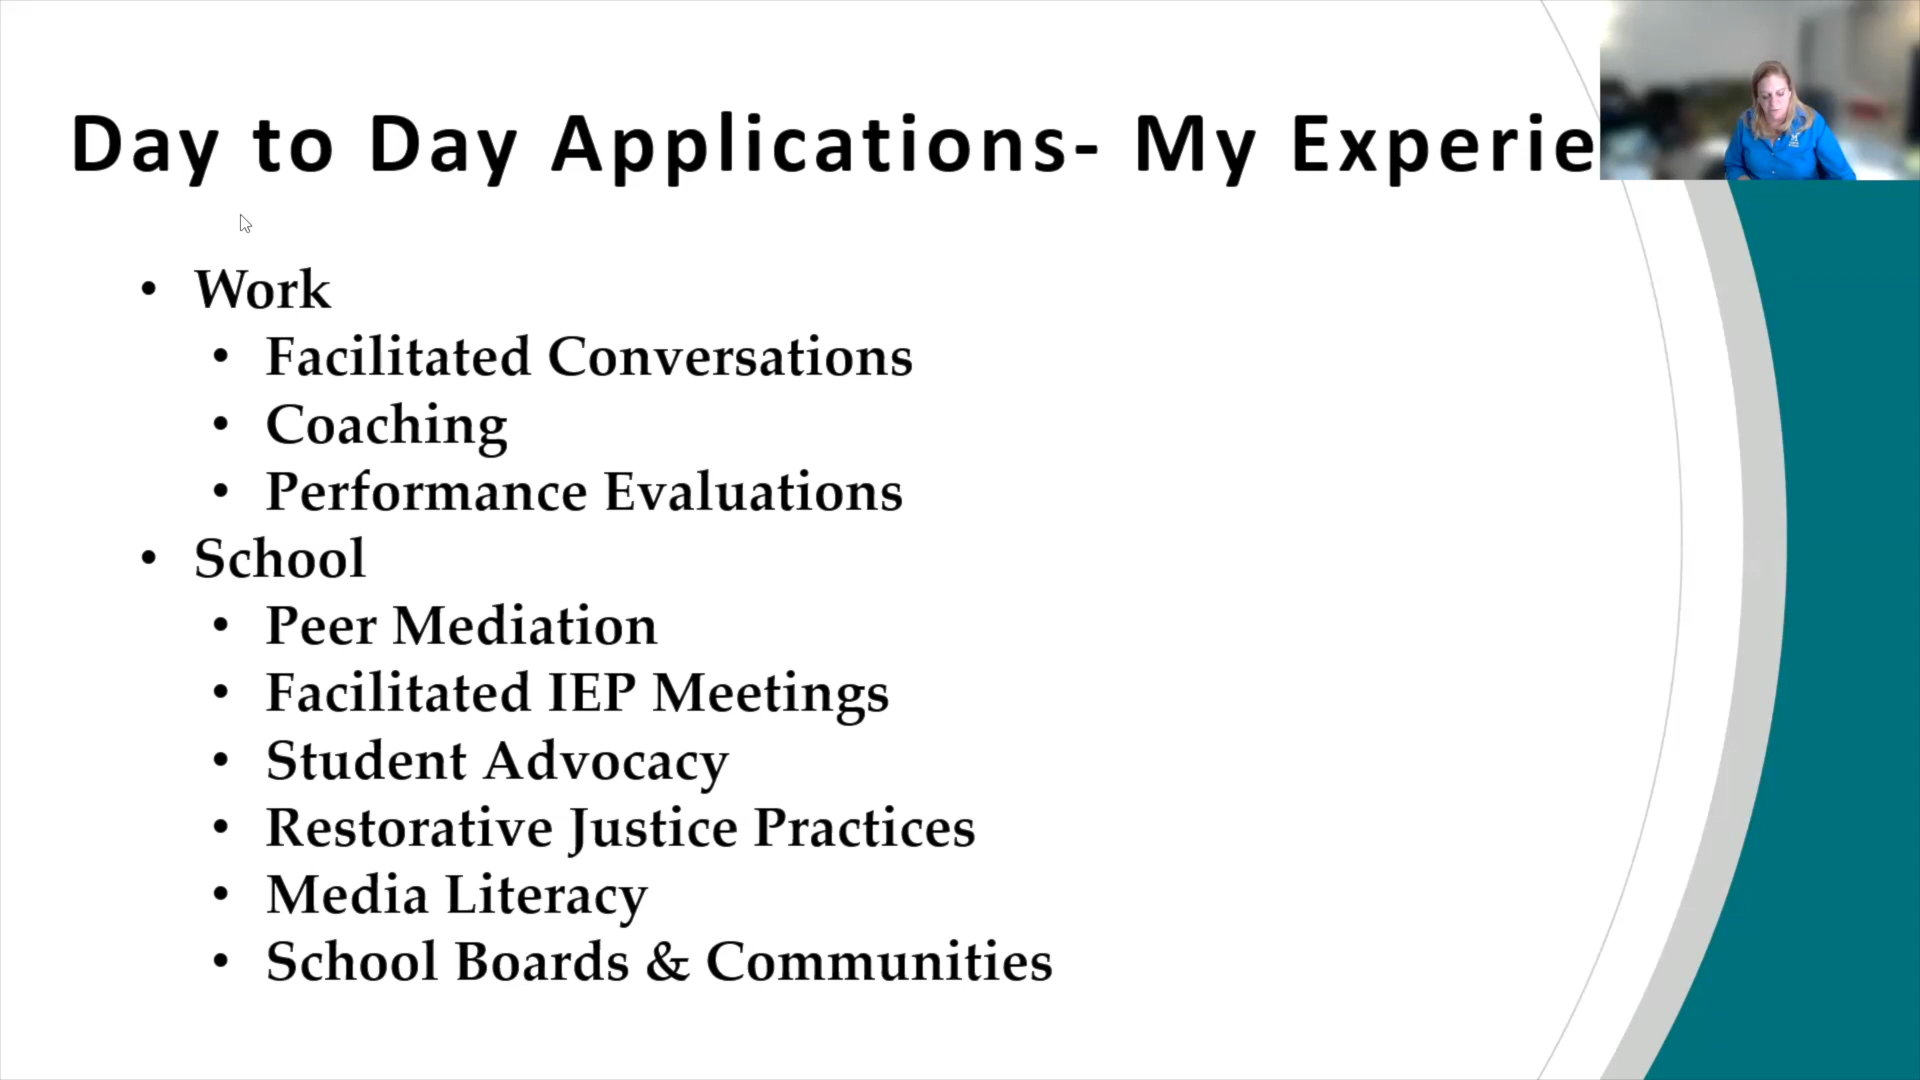 Day to Day Applications- My Experie
• Work
• Facilitated Conversations
• Coaching
• Performance Evaluations
• School
• Peer Mediation
• Facilitated IEP Meetings
• Student Advocacy
• Restorative Justice Practices
• Media Literacy
• School Boards & Communities